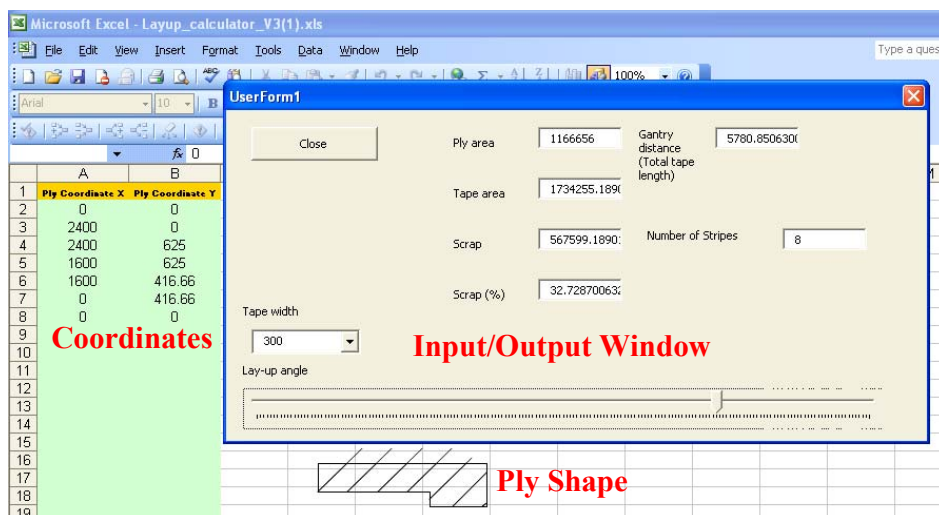 Microsoft Excel - Layup_calculator_V3(1).xls
File Edit View Insert Format Tools Data Window Help Type a ques
100%
Arial 10 B
UserForm1
fx 0
Close
Ply area 1166656
Gantry distance (Total tape length) 5780.8506300
Tape area 1734255.1890
Scrap 567599.1890
Number of Stripes 8
Scrap (%) 32.72870063
Tape width
300
Lay-up angle
A B
1 Ply Coordinate X Ply Coordinate Y
2 0 0
3 2400 0
4 2400 625
5 1600 625
6 1600 416.66
7 0 416.66
8 0 0
9
10
11
12
13
14
15
16
17
18
19
Coordinates
Input/Output Window
Ply Shape